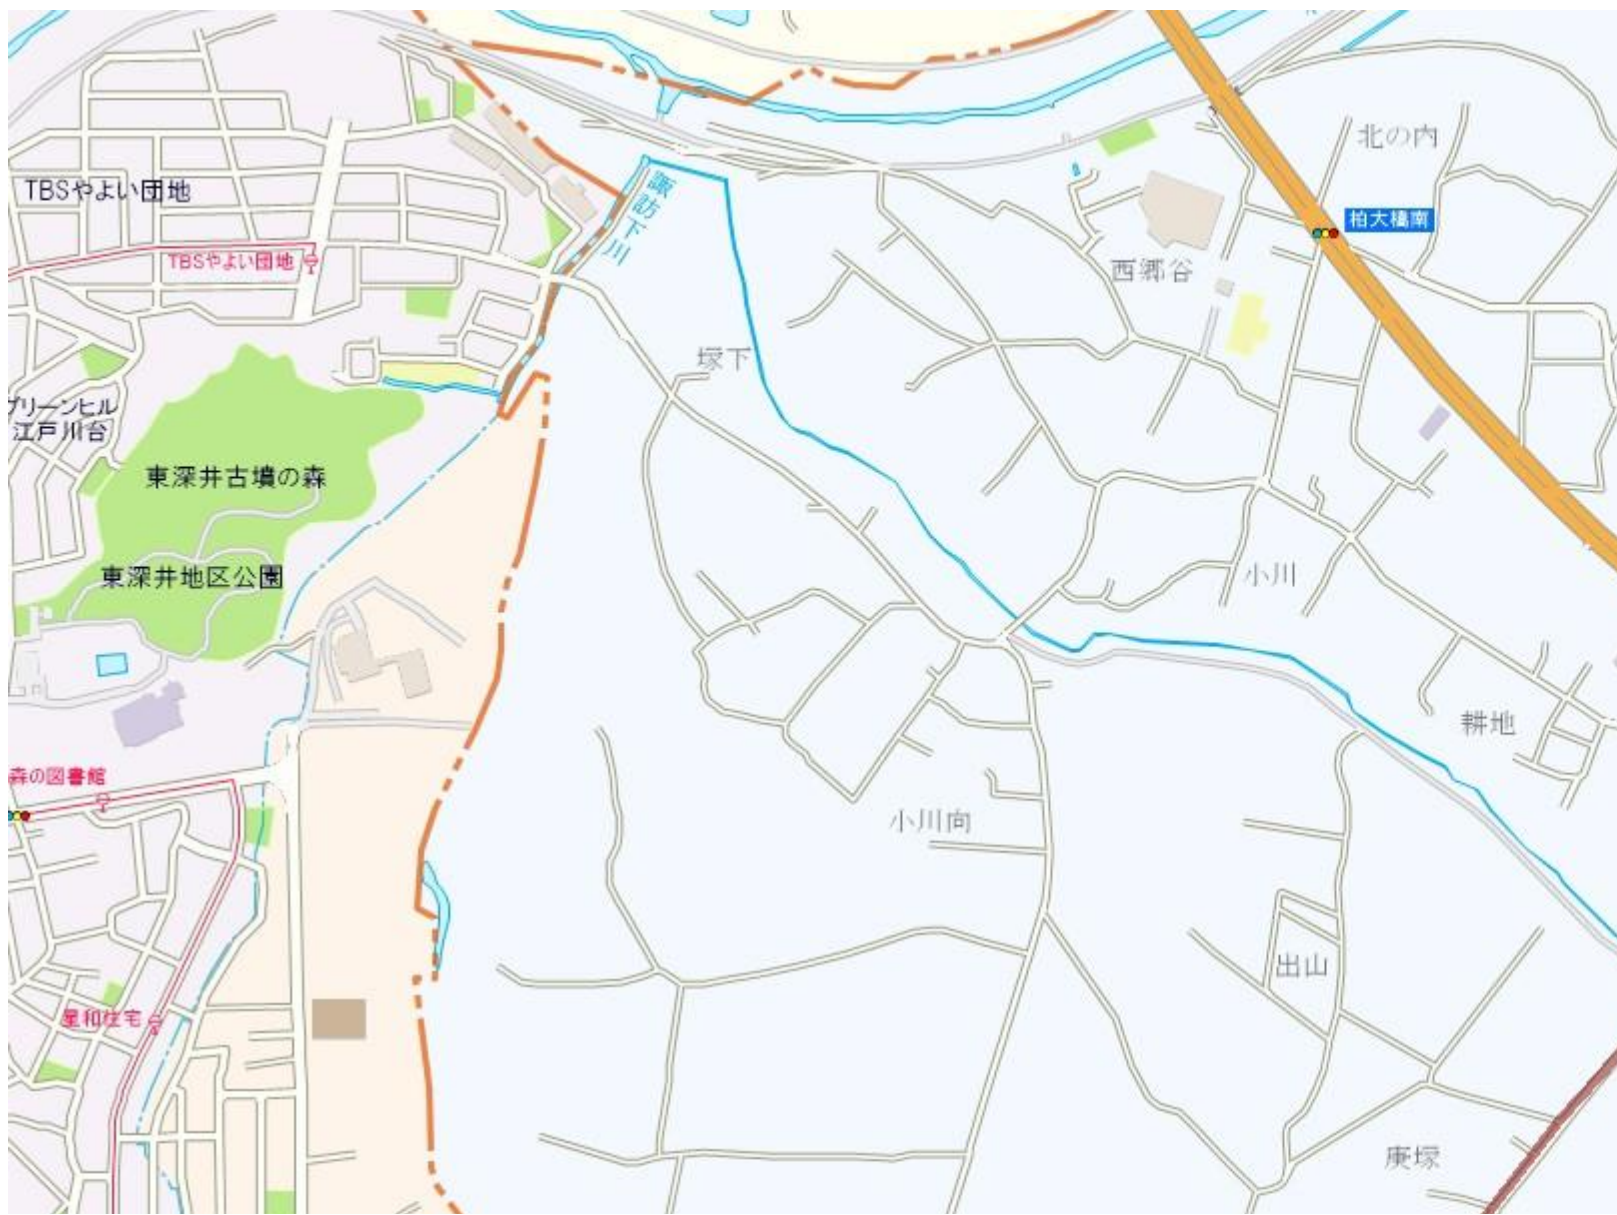 北の内
TBSやよい団地
諏訪下川
柏大橋南
TBSやよい団地
西郷谷
塚下
グリーンヒル
江戸川台
東深井古墳の森
東深井地区公園
小川
耕地
森の図書館
小川向
出山
星和住宅
庚塚